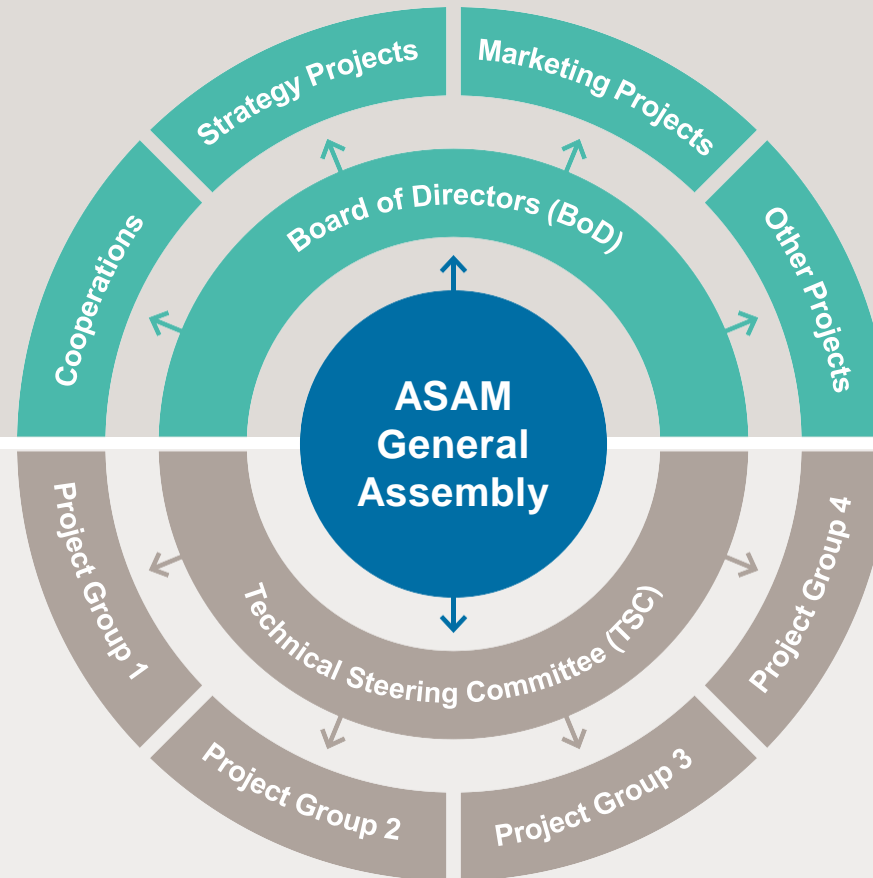 Strategy Projects
Marketing Projects
Cooperations
Other Projects
Board of Directors (BoD)
ASAM
General
Assembly
Technical Steering Committee (TSC)
Project Group 1
Project Group 2
Project Group 3
Project Group 4